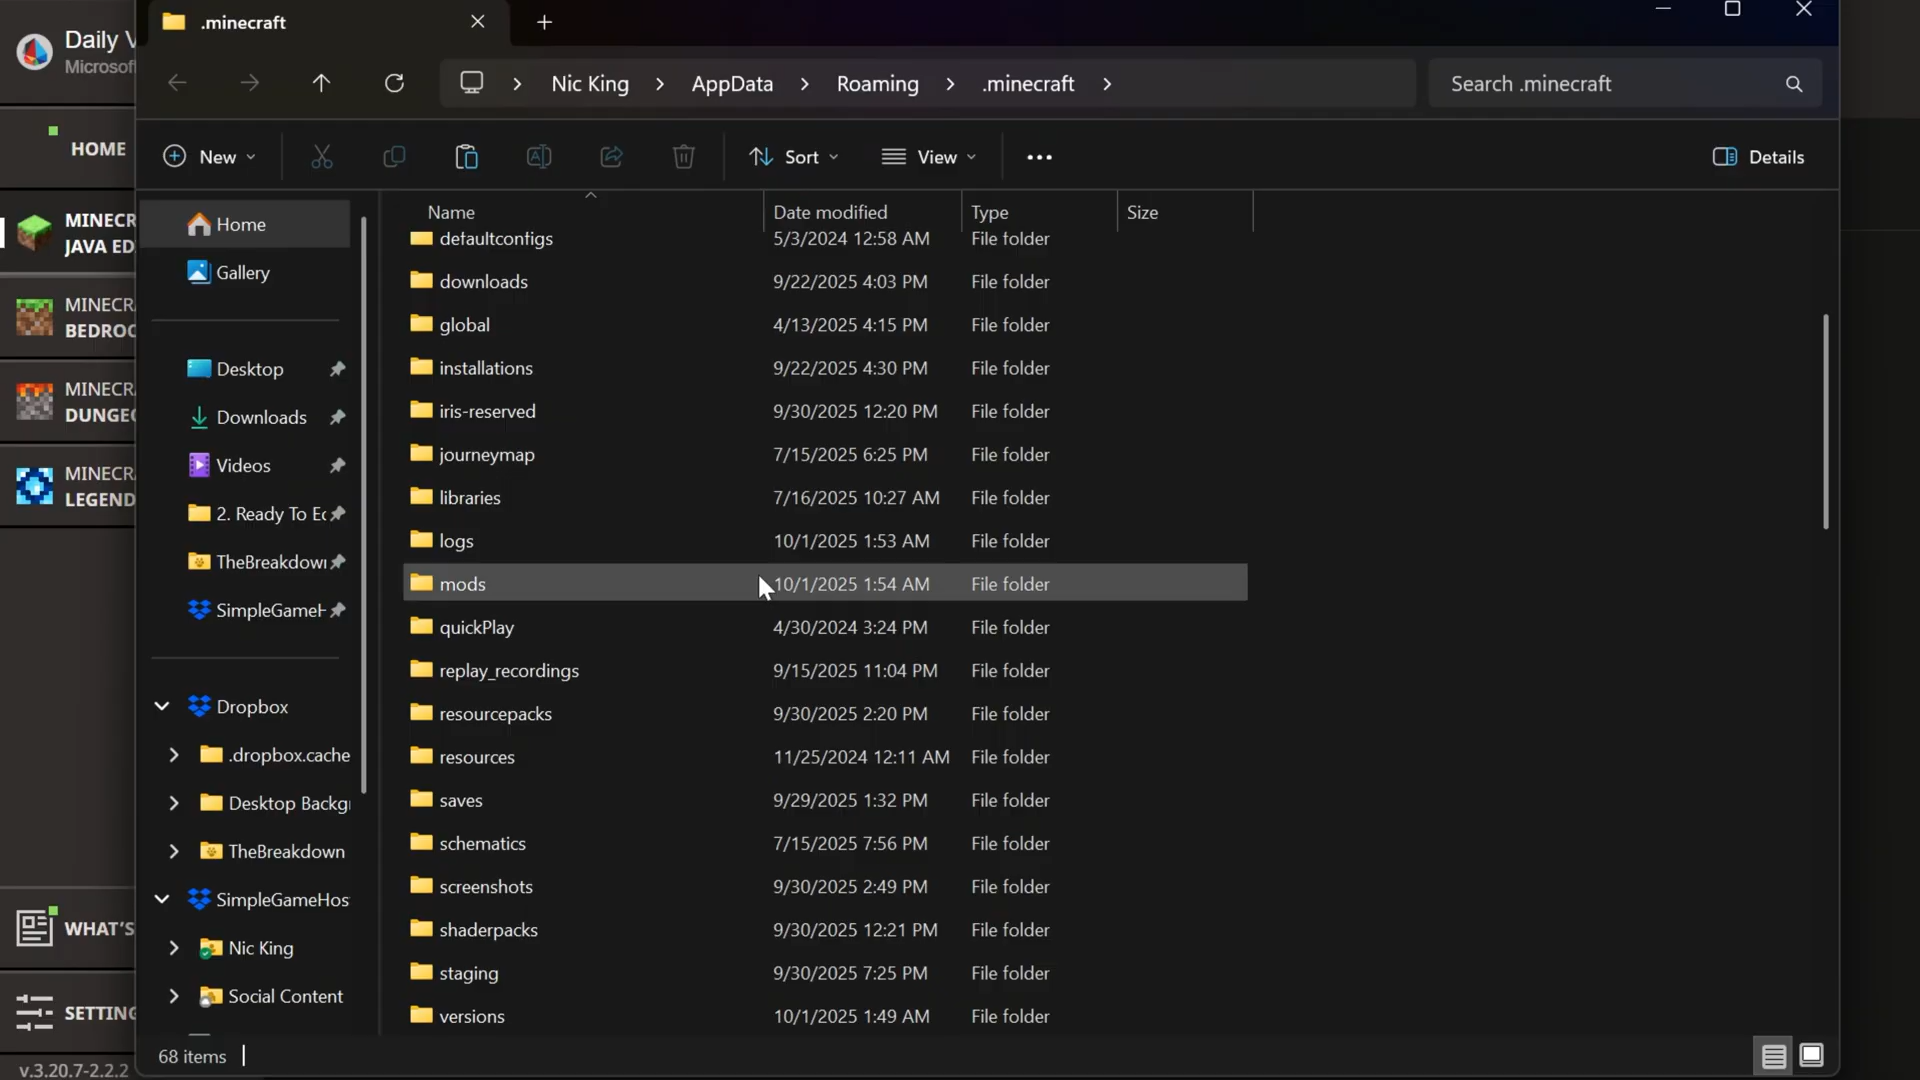 .minecraft
Daily V
Microsoft
Nic King
AppData
Roaming
.minecraft
Search .minecraft
HOME
New
Sort
View
Details
MINECR
JAVA ED
MINECRA
BEDROC
MINECRA
DUNGEO
MINECRA
LEGEND
WHAT'S
SETTING
v.3.20.7-2.2.2
Home
Gallery
Desktop
Downloads
Videos
2. Ready To Ec
TheBreakdown
SimpleGameH
Dropbox
.dropbox.cache
Desktop Backgr
TheBreakdown
SimpleGameHos
Nic King
Social Content
Name Date modified Type Size
defaultconfigs 5/3/2024 12:58 AM File folder
downloads 9/22/2025 4:03 PM File folder
global 4/13/2025 4:15 PM File folder
installations 9/22/2025 4:30 PM File folder
iris-reserved 9/30/2025 12:20 PM File folder
journeymap 7/15/2025 6:25 PM File folder
libraries 7/16/2025 10:27 AM File folder
logs 10/1/2025 1:53 AM File folder
mods 10/1/2025 1:54 AM File folder
quickPlay 4/30/2024 3:24 PM File folder
replay_recordings 9/15/2025 11:04 PM File folder
resourcepacks 9/30/2025 2:20 PM File folder
resources 11/25/2024 12:11 AM File folder
saves 9/29/2025 1:32 PM File folder
schematics 7/15/2025 7:56 PM File folder
screenshots 9/30/2025 2:49 PM File folder
shaderpacks 9/30/2025 12:21 PM File folder
staging 9/30/2025 7:25 PM File folder
versions 10/1/2025 1:49 AM File folder
68 items